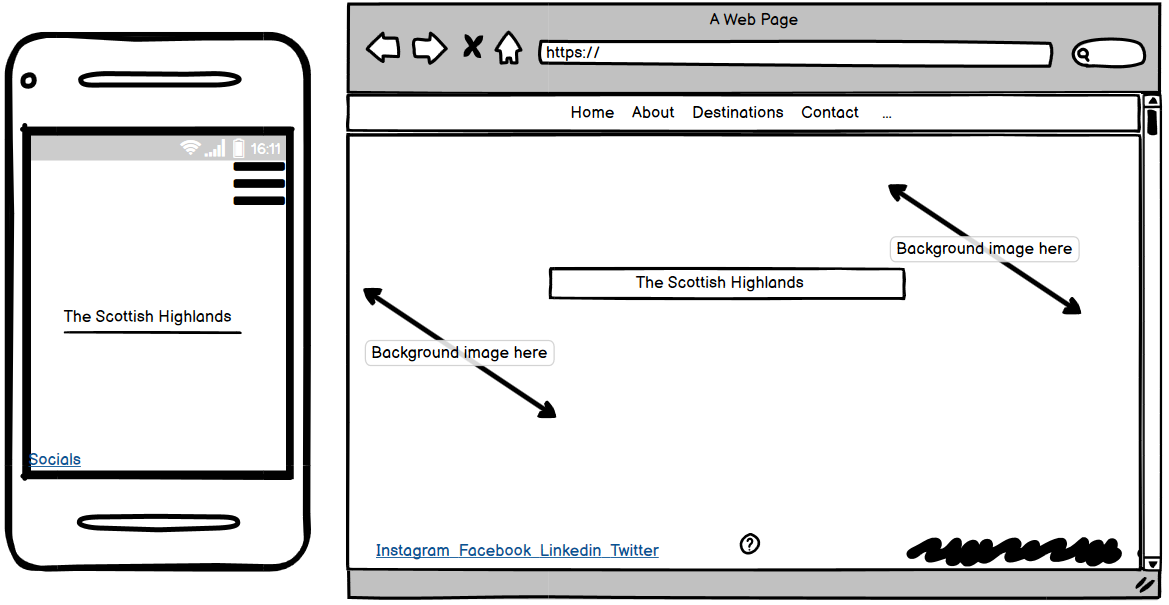 16:11
The Scottish Highlands
Socials
A Web Page
https://
Home About Destinations Contact ...
Background image here
The Scottish Highlands
Background image here
Instagram Facebook Linkedin Twitter
?